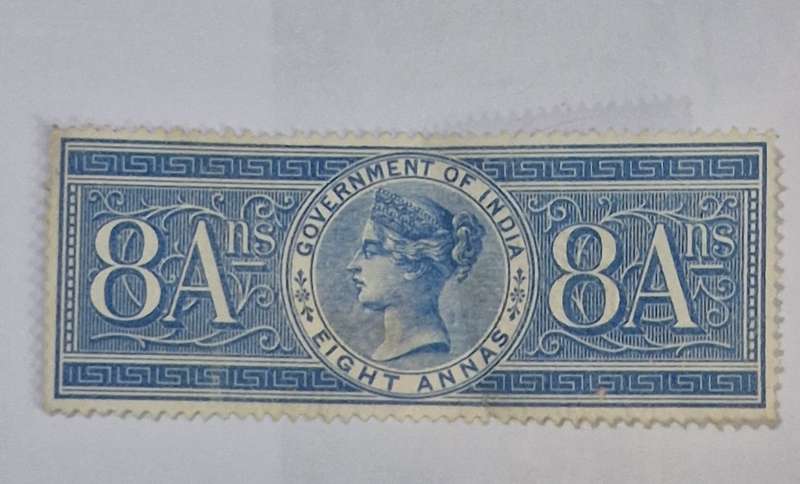 8Ans
GOVERNMENT OF INDIA
EIGHT ANNAS
8Ans